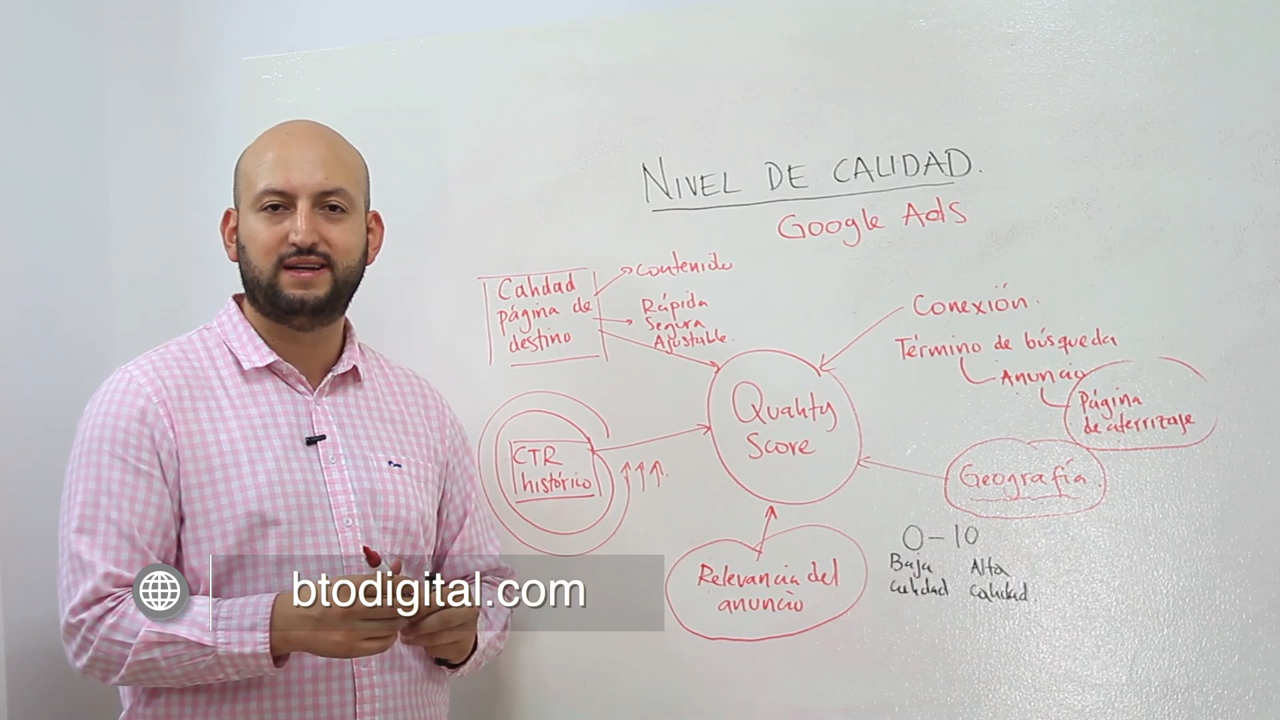 NIVEL DE CALIDAD.
Google Ads
Calidad
página de
destino
contenido
Rápida
Segura
Ajustable.
Conexión.
Término de búsqueda
Anuncio
Página
de aterrizaje
Quality
Score
CTR
histórico
Geografía
Relevancia del
anuncio
0-10
Baja
calidad
Alta
calidad.
btodigital.com